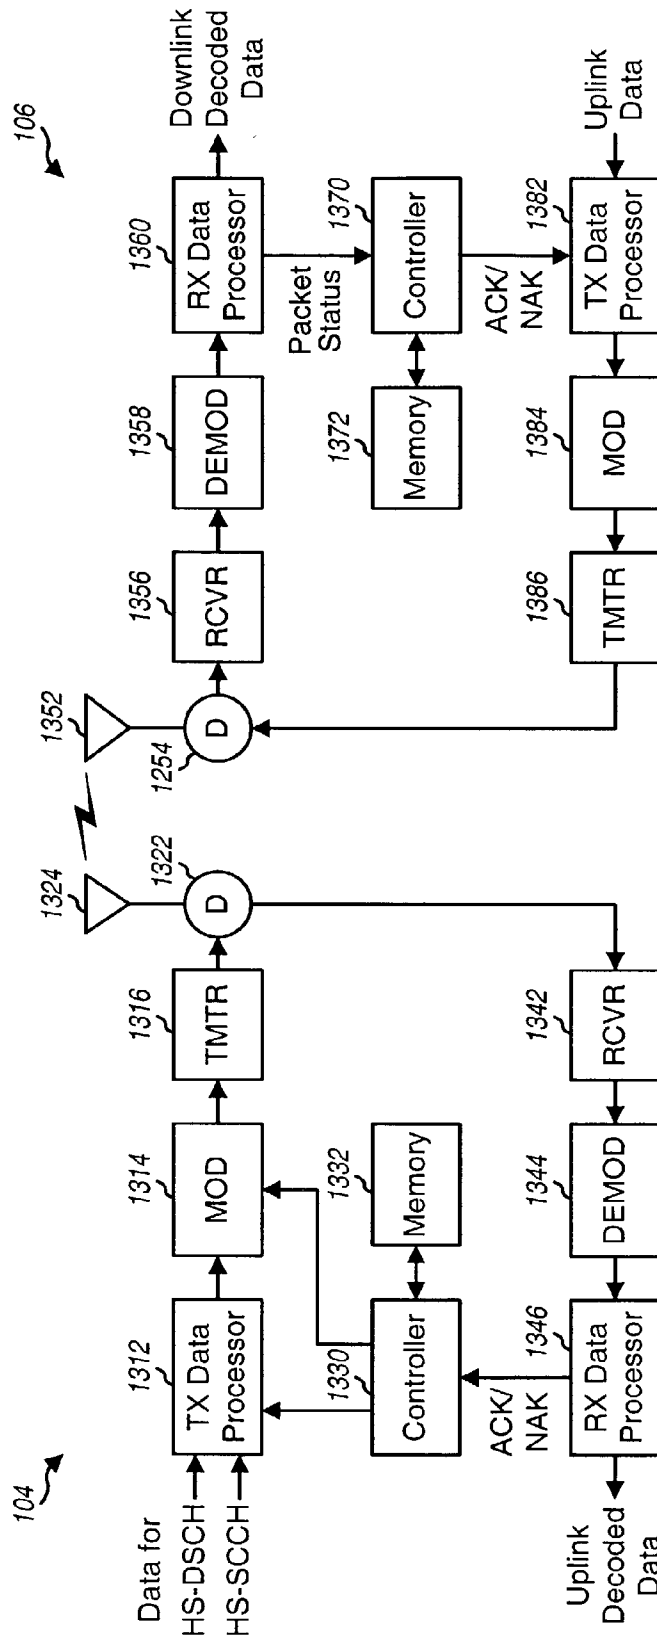 104
106
Data for
HS-DSCH
HS-SCCH
1312
TX Data
Processor
1314
MOD
1316
TMTR
1322
D
1324
1352
1254
D
1356
RCVR
1358
DEMOD
1360
RX Data
Processor
Downlink
Decoded
Data
1330
Controller
1332
Memory
1372
Memory
Packet
Status
1370
Controller
ACK/
NAK
ACK/
NAK
Uplink
Decoded
Data
1346
RX Data
Processor
1344
DEMOD
1342
RCVR
1386
TMTR
1384
MOD
1382
TX Data
Processor
Uplink
Data